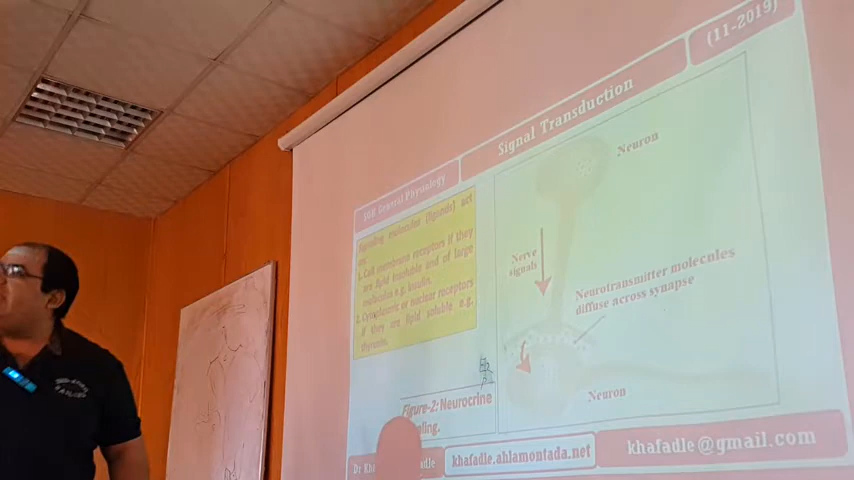 SGR General Physiology
Signal Transduction
(11-2019)
Signaling molecules (ligands) act
on:
1. Cell membrane receptors if they
are lipid insoluble and of large
molecules e.g. insulin.
2. Cytoplasmic or nuclear receptors
if they are lipid soluble e.g.
thyroxin.
Neuron
Nerve
signals
Neurotransmitter molecules
diffuse across synapse
Neuron
Figure-2: Neurocrine
khafadle.ahlamontada.net/
khafadle@gmail.com